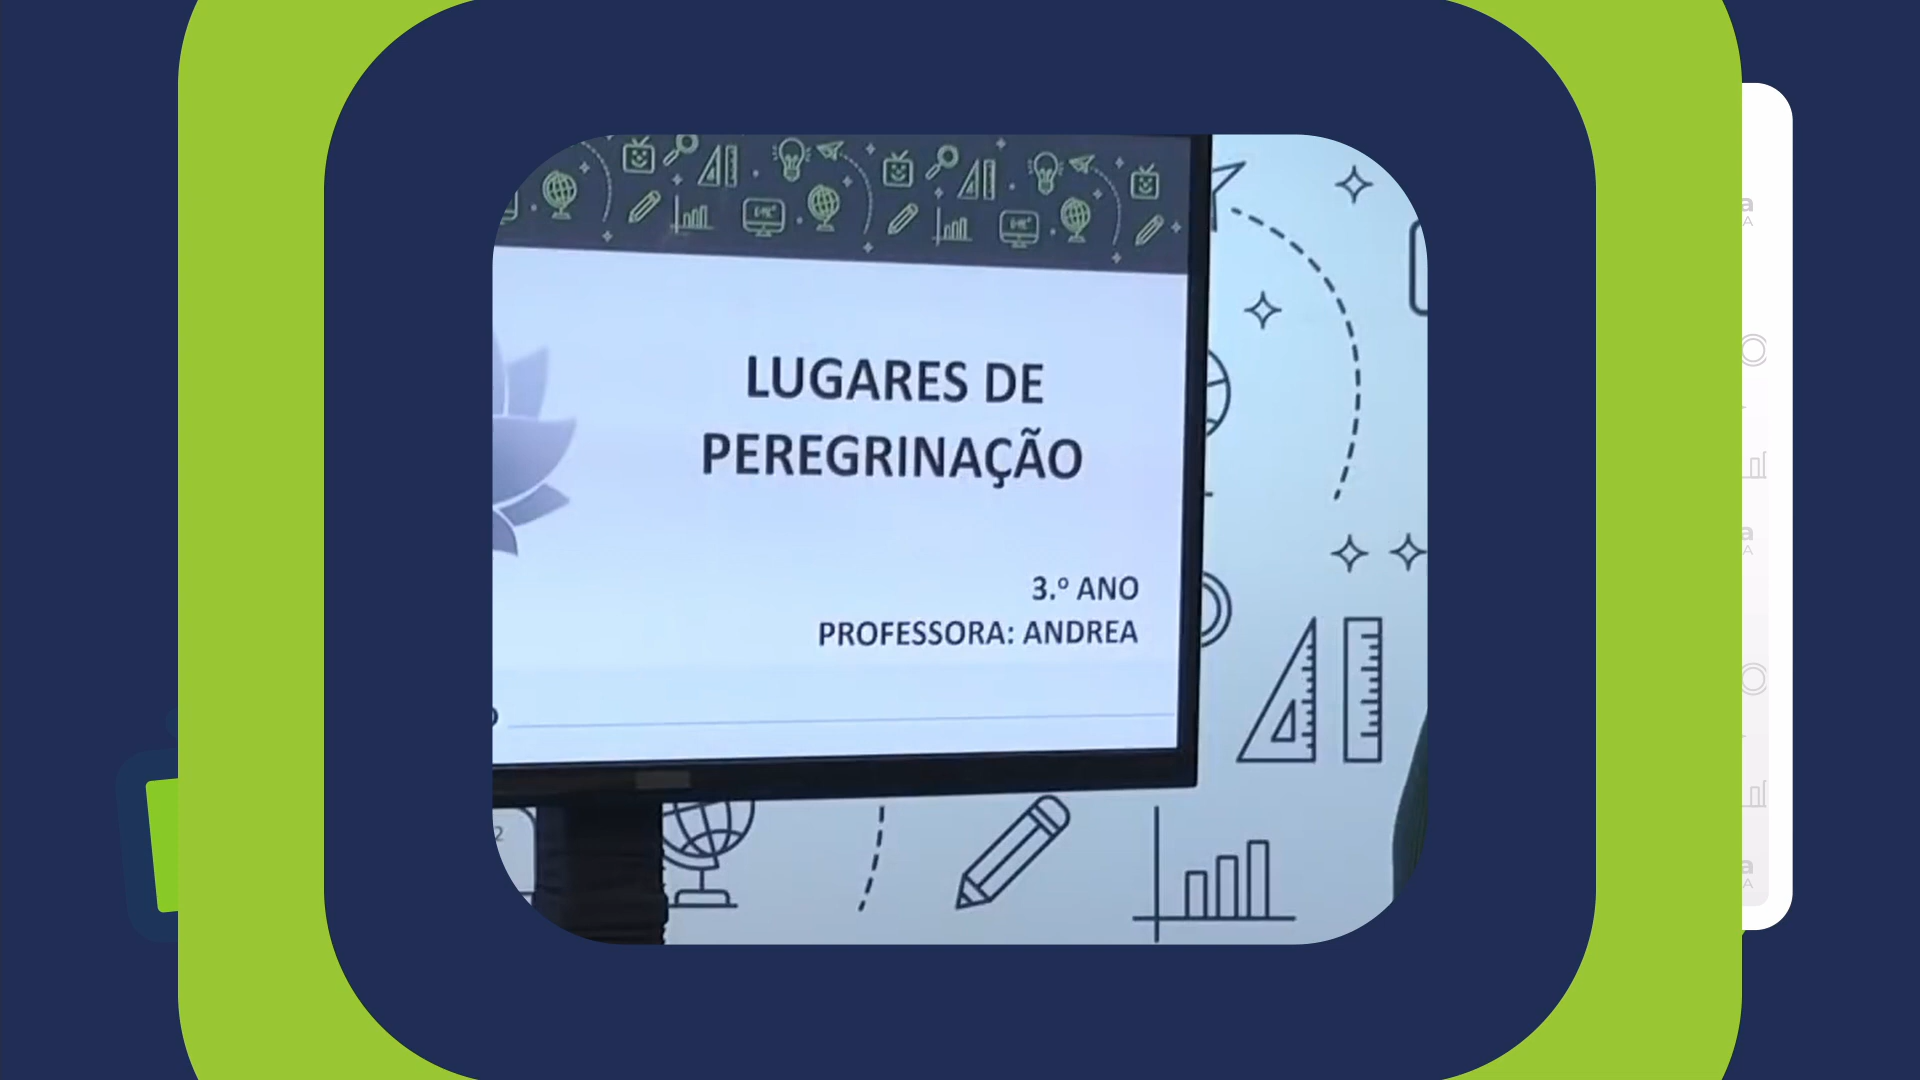 LUGARES DE
PEREGRINAÇÃO
3.º ANO
PROFESSORA: ANDREA